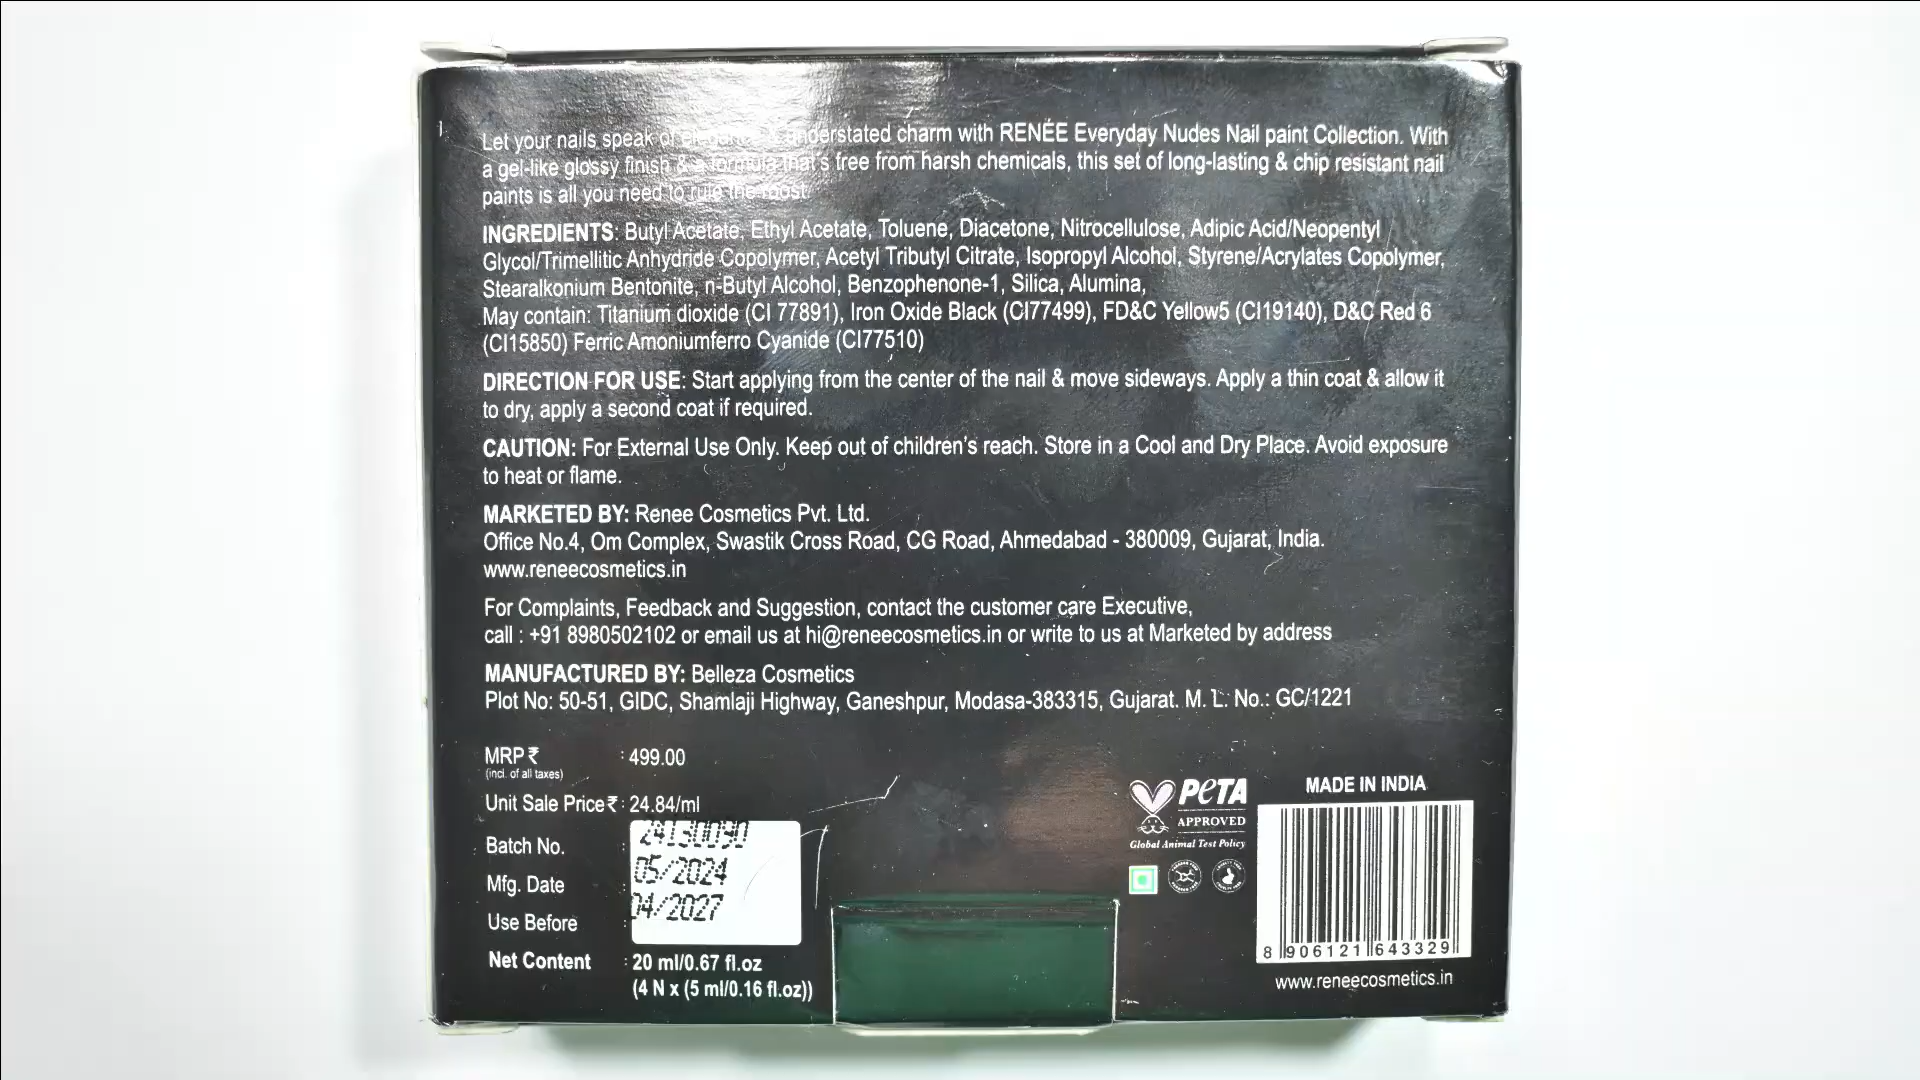 Let your nails speak of elegance & understated charm with RENÉE Everyday Nudes Nail paint Collection. With
a gel-like glossy finish & a formula that's free from harsh chemicals, this set of long-lasting & chip resistant nail
paints is all you need to rule the roost.
INGREDIENTS: Butyl Acetate, Ethyl Acetate, Toluene, Diacetone, Nitrocellulose, Adipic Acid/Neopentyl
Glycol/Trimellitic Anhydride Copolymer, Acetyl Tributyl Citrate, Isopropyl Alcohol, Styrene/Acrylates Copolymer,
Stearalkonium Bentonite, n-Butyl Alcohol, Benzophenone-1, Silica, Alumina,
May contain: Titanium dioxide (CI 77891), Iron Oxide Black (CI77499), FD&C Yellow5 (CI19140), D&C Red 6
(CI15850) Ferric Amoniumferro Cyanide (CI77510)
DIRECTION FOR USE: Start applying from the center of the nail & move sideways. Apply a thin coat & allow it
to dry, apply a second coat if required.
CAUTION: For External Use Only. Keep out of children's reach. Store in a Cool and Dry Place. Avoid exposure
to heat or flame.
MARKETED BY: Renee Cosmetics Pvt. Ltd.
Office No.4, Om Complex, Swastik Cross Road, CG Road, Ahmedabad - 380009, Gujarat, India.
www.reneecosmetics.in
For Complaints, Feedback and Suggestion, contact the customer care Executive,
call : +91 8980502102 or email us at hi@reneecosmetics.in or write to us at Marketed by address
MANUFACTURED BY: Belleza Cosmetics
Plot No: 50-51, GIDC, Shamlaji Highway, Ganeshpur, Modasa-383315, Gujarat. M. L: No.: GC/1221
MRP ₹ : 499.00
(incl. of all taxes)
Unit Sale Price ₹ : 24.84/ml
Batch No. : 24130090
Mfg. Date : 05/2024
Use Before : 04/2027
Net Content : 20 ml/0.67 fl.oz
(4 N x (5 ml/0.16 fl.oz))
PETA
APPROVED
Global Animal Test Policy
MADE IN INDIA
8 906121 643329
www.reneecosmetics.in